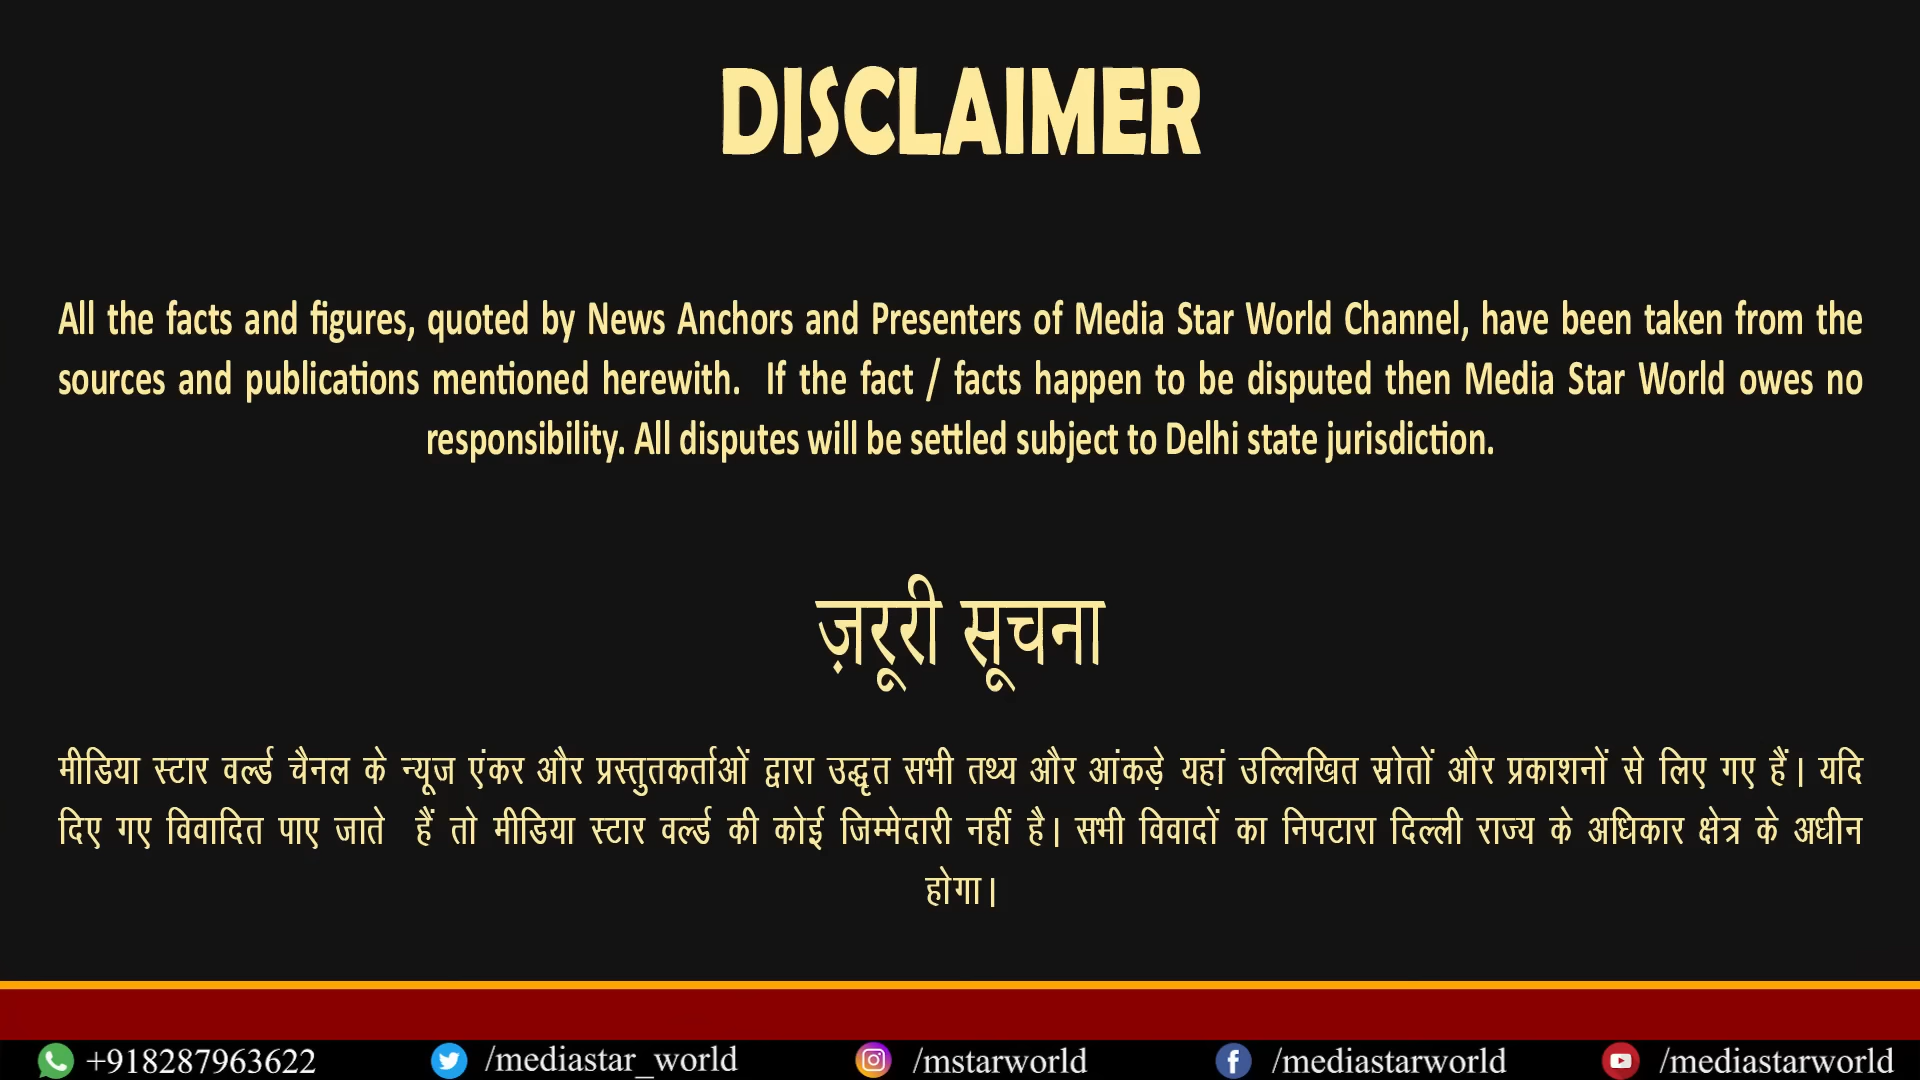 DISCLAIMER
All the facts and figures, quoted by News Anchors and Presenters of Media Star World Channel, have been taken from the
sources and publications mentioned herewith. If the fact / facts happen to be disputed then Media Star World owes no
responsibility. All disputes will be settled subject to Delhi state jurisdiction.
ज़रूरी सूचना
मीडिया स्टार वर्ल्ड चैनल के न्यूज एंकर और प्रस्तुतकर्ताओं द्वारा उद्धृत सभी तथ्य और आंकड़े यहां उल्लिखित स्रोतों और प्रकाशनों से लिए गए हैं। यदि
दिए गए विवादित पाए जाते हैं तो मीडिया स्टार वर्ल्ड की कोई जिम्मेदारी नहीं है। सभी विवादों का निपटारा दिल्ली राज्य के अधिकार क्षेत्र के अधीन
होगा।
+918287963622 /mediastar_world /mstarworld /mediastarworld /mediastarworld